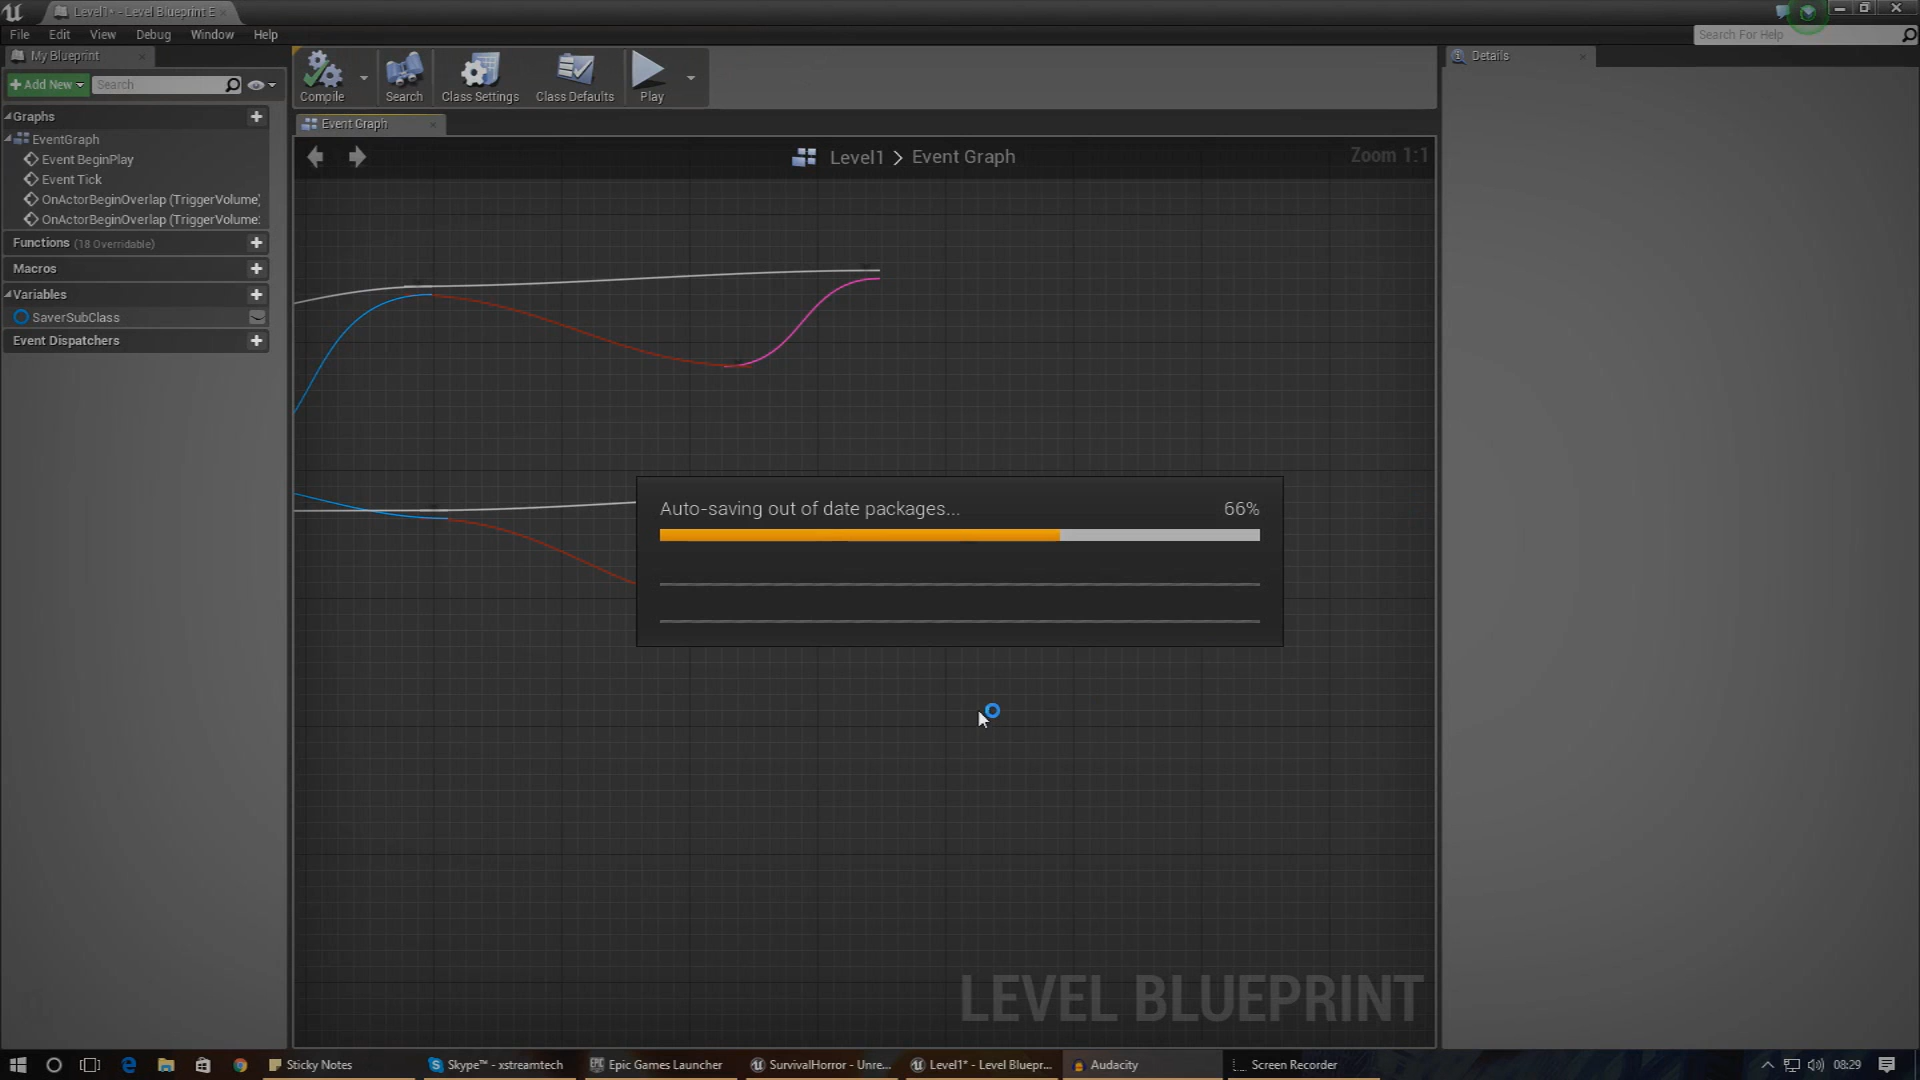 Level1* - Level Blueprint E
File Edit View Debug Window Help
Search For Help
My Blueprint
Details
Add New
Search
Compile
Search
Class Settings
Class Defaults
Play
Graphs
Event Graph
EventGraph
Event BeginPlay
Level1 > Event Graph
Zoom 1:1
Event Tick
OnActorBeginOverlap (TriggerVolume)
OnActorBeginOverlap (TriggerVolume:
Functions (18 Overridable)
Macros
Variables
SaverSubClass
Event Dispatchers
Auto-saving out of date packages... 66%
LEVEL BLUEPRINT
Sticky Notes
Skype™ - xstreamtech
Epic Games Launcher
SurvivalHorror - Unre...
Level1* - Level Bluepr...
Audacity
Screen Recorder
08:29